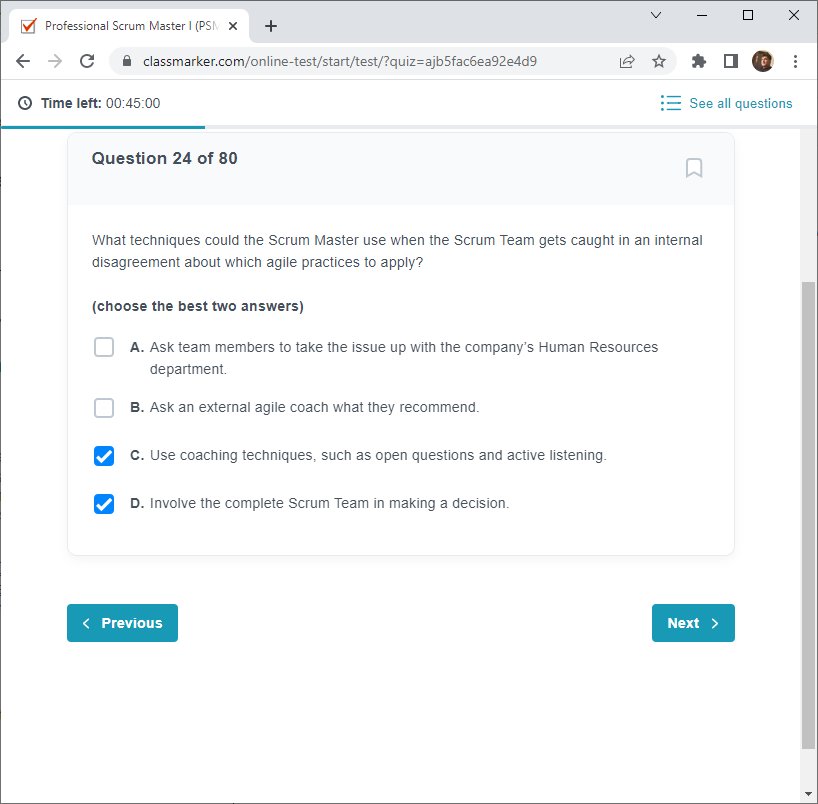 Professional Scrum Master I (PSM
classmarker.com/online-test/start/test/?quiz=ajb5fac6ea92e4d9
Time left: 00:45:00
See all questions
Question 24 of 80
What techniques could the Scrum Master use when the Scrum Team gets caught in an internal
disagreement about which agile practices to apply?
(choose the best two answers)
A. Ask team members to take the issue up with the company’s Human Resources
department.
B. Ask an external agile coach what they recommend.
C. Use coaching techniques, such as open questions and active listening.
D. Involve the complete Scrum Team in making a decision.
Previous
Next